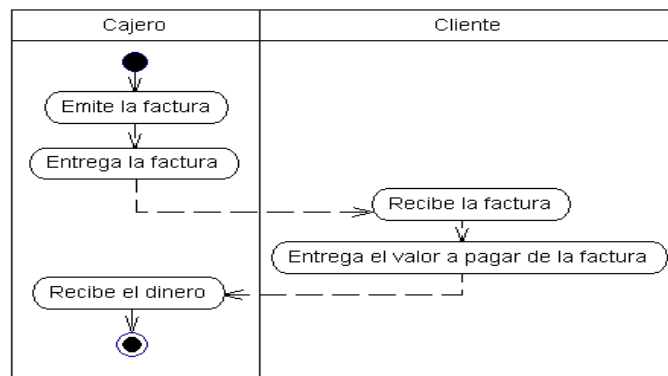 Cajero
Cliente
Emite la factura
Entrega la factura
Recibe la factura
Entrega el valor a pagar de la factura
Recibe el dinero